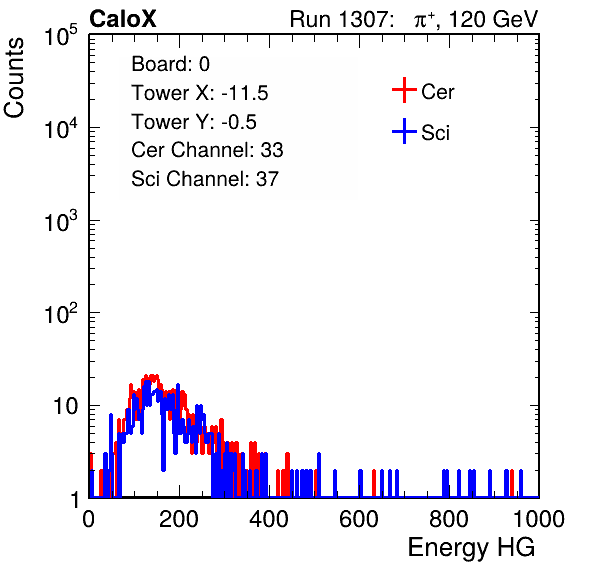 CaloX Run 1307: π⁺, 120 GeV
Counts
10⁵
10⁴
10³
10²
10
1
Board: 0
Tower X: -11.5
Tower Y: -0.5
Cer Channel: 33
Sci Channel: 37
Cer
Sci
0 200 400 600 800 1000
Energy HG